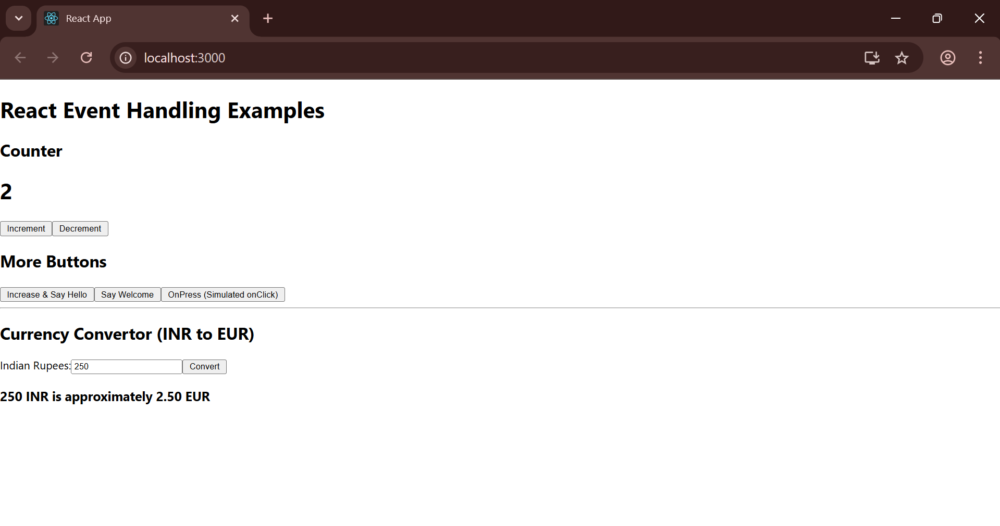 React App
localhost:3000
React Event Handling Examples
Counter
2
Increment Decrement
More Buttons
Increase & Say Hello Say Welcome OnPress (Simulated onClick)
Currency Convertor (INR to EUR)
Indian Rupees: 250 Convert
250 INR is approximately 2.50 EUR